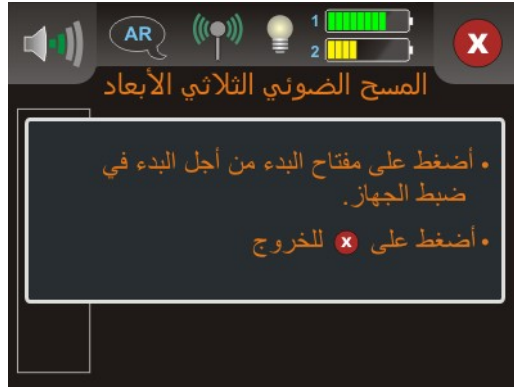 AR
1
2
X
المسح الضوئي الثلاثي الأبعاد
• أضغط على مفتاح البدء من أجل البدء في
ضبط الجهاز.
• أضغط على X للخروج